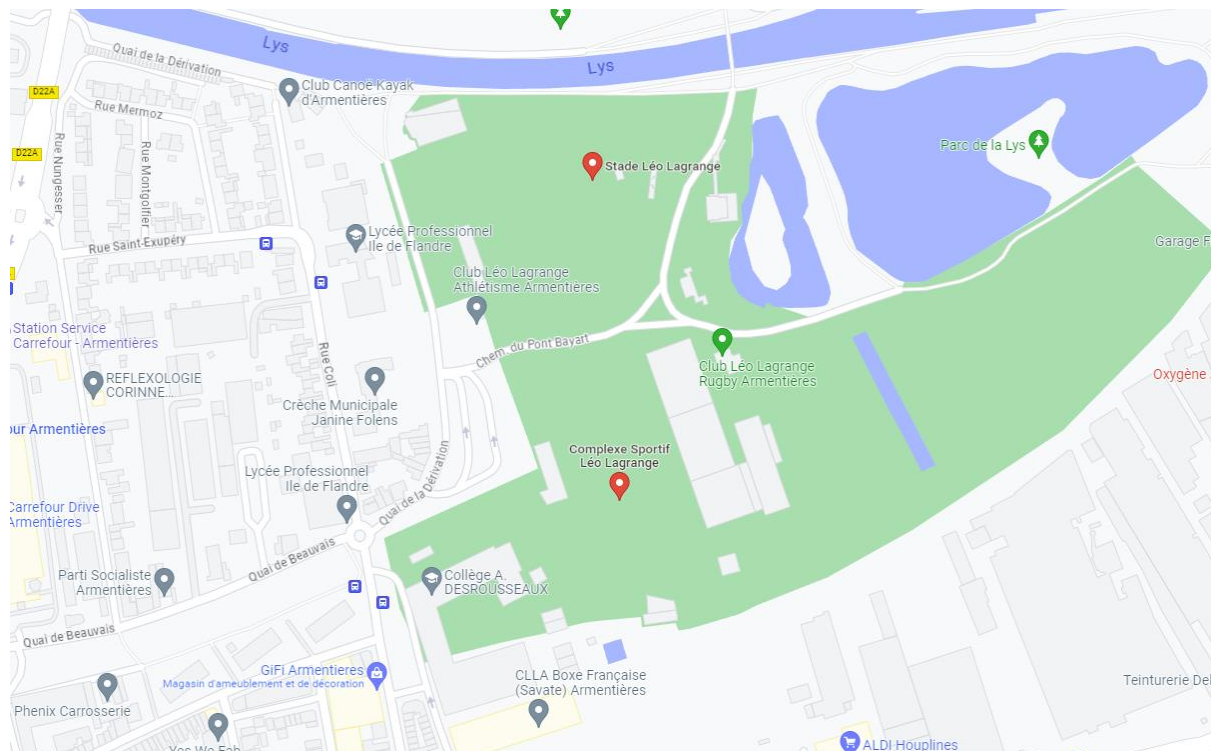 Lys
Lys
Quai de la Dérivation
Club Canoë Kayak
d'Armentières
D22A
Rue Mermoz
Parc de la Lys
D22A
Rue Nungesser
Rue Montgolfier
Stade Léo Lagrange
Lycée Professionnel
Ile de Flandre
Rue Saint-Exupéry
Garage F
Club Léo Lagrange
Athlétisme Armentières
Station Service
Carrefour - Armentières
Rue Coli
Chem. du Pont Bayart
Club Léo Lagrange
Rugby Armentières
REFLEXOLOGIE
CORINNE...
Oxygène
Crèche Municipale
Janine Folens
our Armentières
Complexe Sportif
Léo Lagrange
Lycée Professionnel
Ile de Flandre
Quai de la Dérivation
Carrefour Drive
Armentières
Quai de Beauvais
Parti Socialiste
Armentières
Collège A.
DESROUSSEAUX
Quai de Beauvais
GiFi Armentieres
Magasin d'ameublement et de décoration
CLLA Boxe Française
(Savate) Armentières
Teinturerie Del
Phenix Carrosserie
Yes We Fab
ALDI Houplines